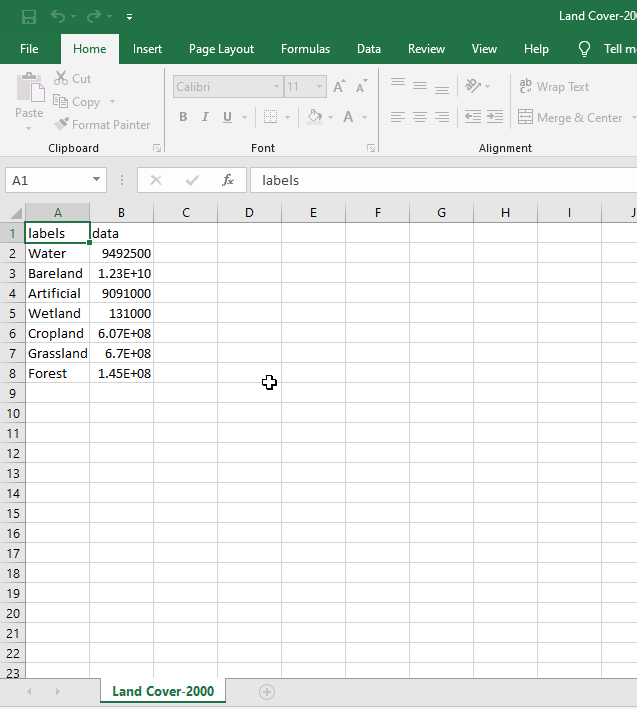 Land Cover-20
File Home Insert Page Layout Formulas Data Review View Help Tell m
Cut
Copy
Format Painter
Paste
Clipboard
Calibri 11
B I U
Font
Wrap Text
Merge & Center
Alignment
A1 fx labels
A B C D E F G H I J
1 labels data
2 Water 9492500
3 Bareland 1.23E+10
4 Artificial 9091000
5 Wetland 131000
6 Cropland 6.07E+08
7 Grassland 6.7E+08
8 Forest 1.45E+08
9
10
11
12
13
14
15
16
17
18
19
20
21
22
23
Land Cover-2000